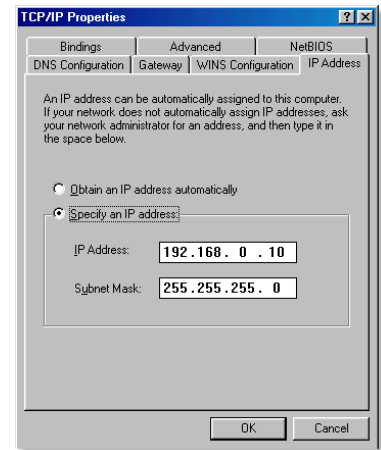 TCP/IP Properties
Bindings Advanced NetBIOS
DNS Configuration Gateway WINS Configuration IP Address
An IP address can be automatically assigned to this computer.
If your network does not automatically assign IP addresses, ask
your network administrator for an address, and then type it in
the space below.
Obtain an IP address automatically
Specify an IP address:
IP Address: 192.168. 0 . 10
Subnet Mask: 255.255.255. 0
OK Cancel